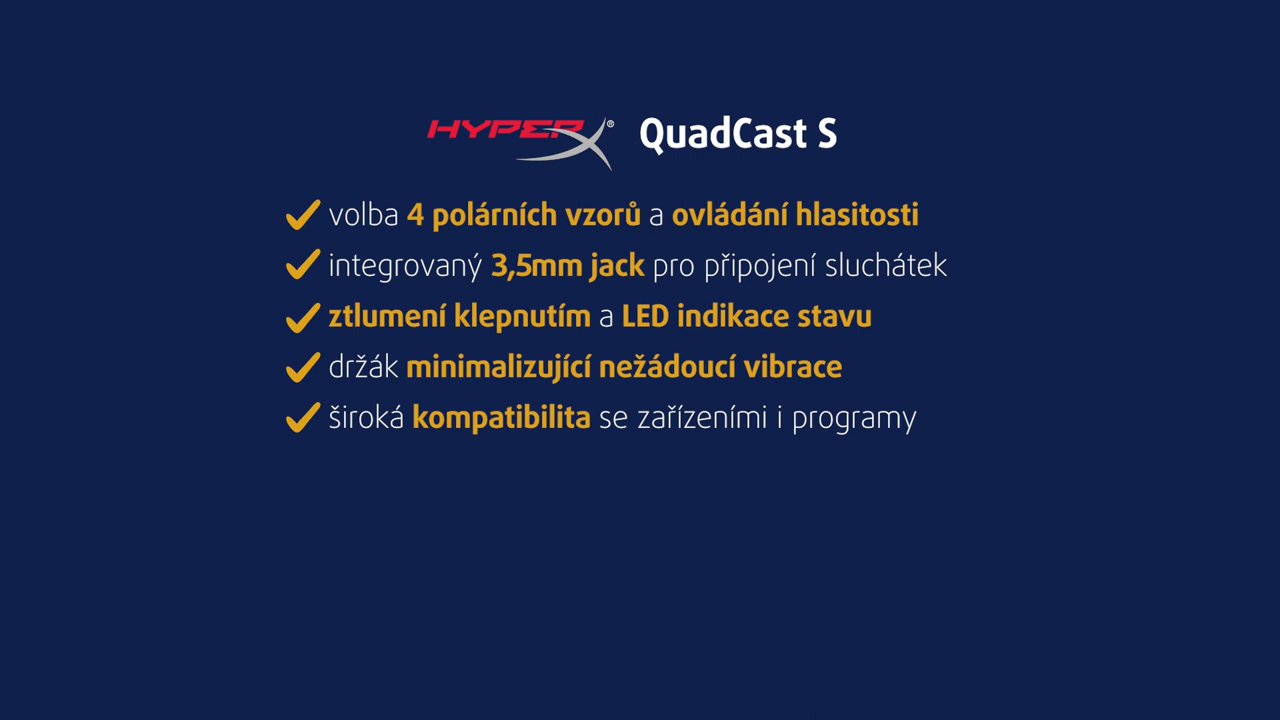 HYPERX® QuadCast S
volba 4 polárních vzorů a ovládání hlasitosti
integrovaný 3,5mm jack pro připojení sluchátek
ztlumení klepnutím a LED indikace stavu
držák minimalizující nežádoucí vibrace
široká kompatibilita se zařízeními i programy